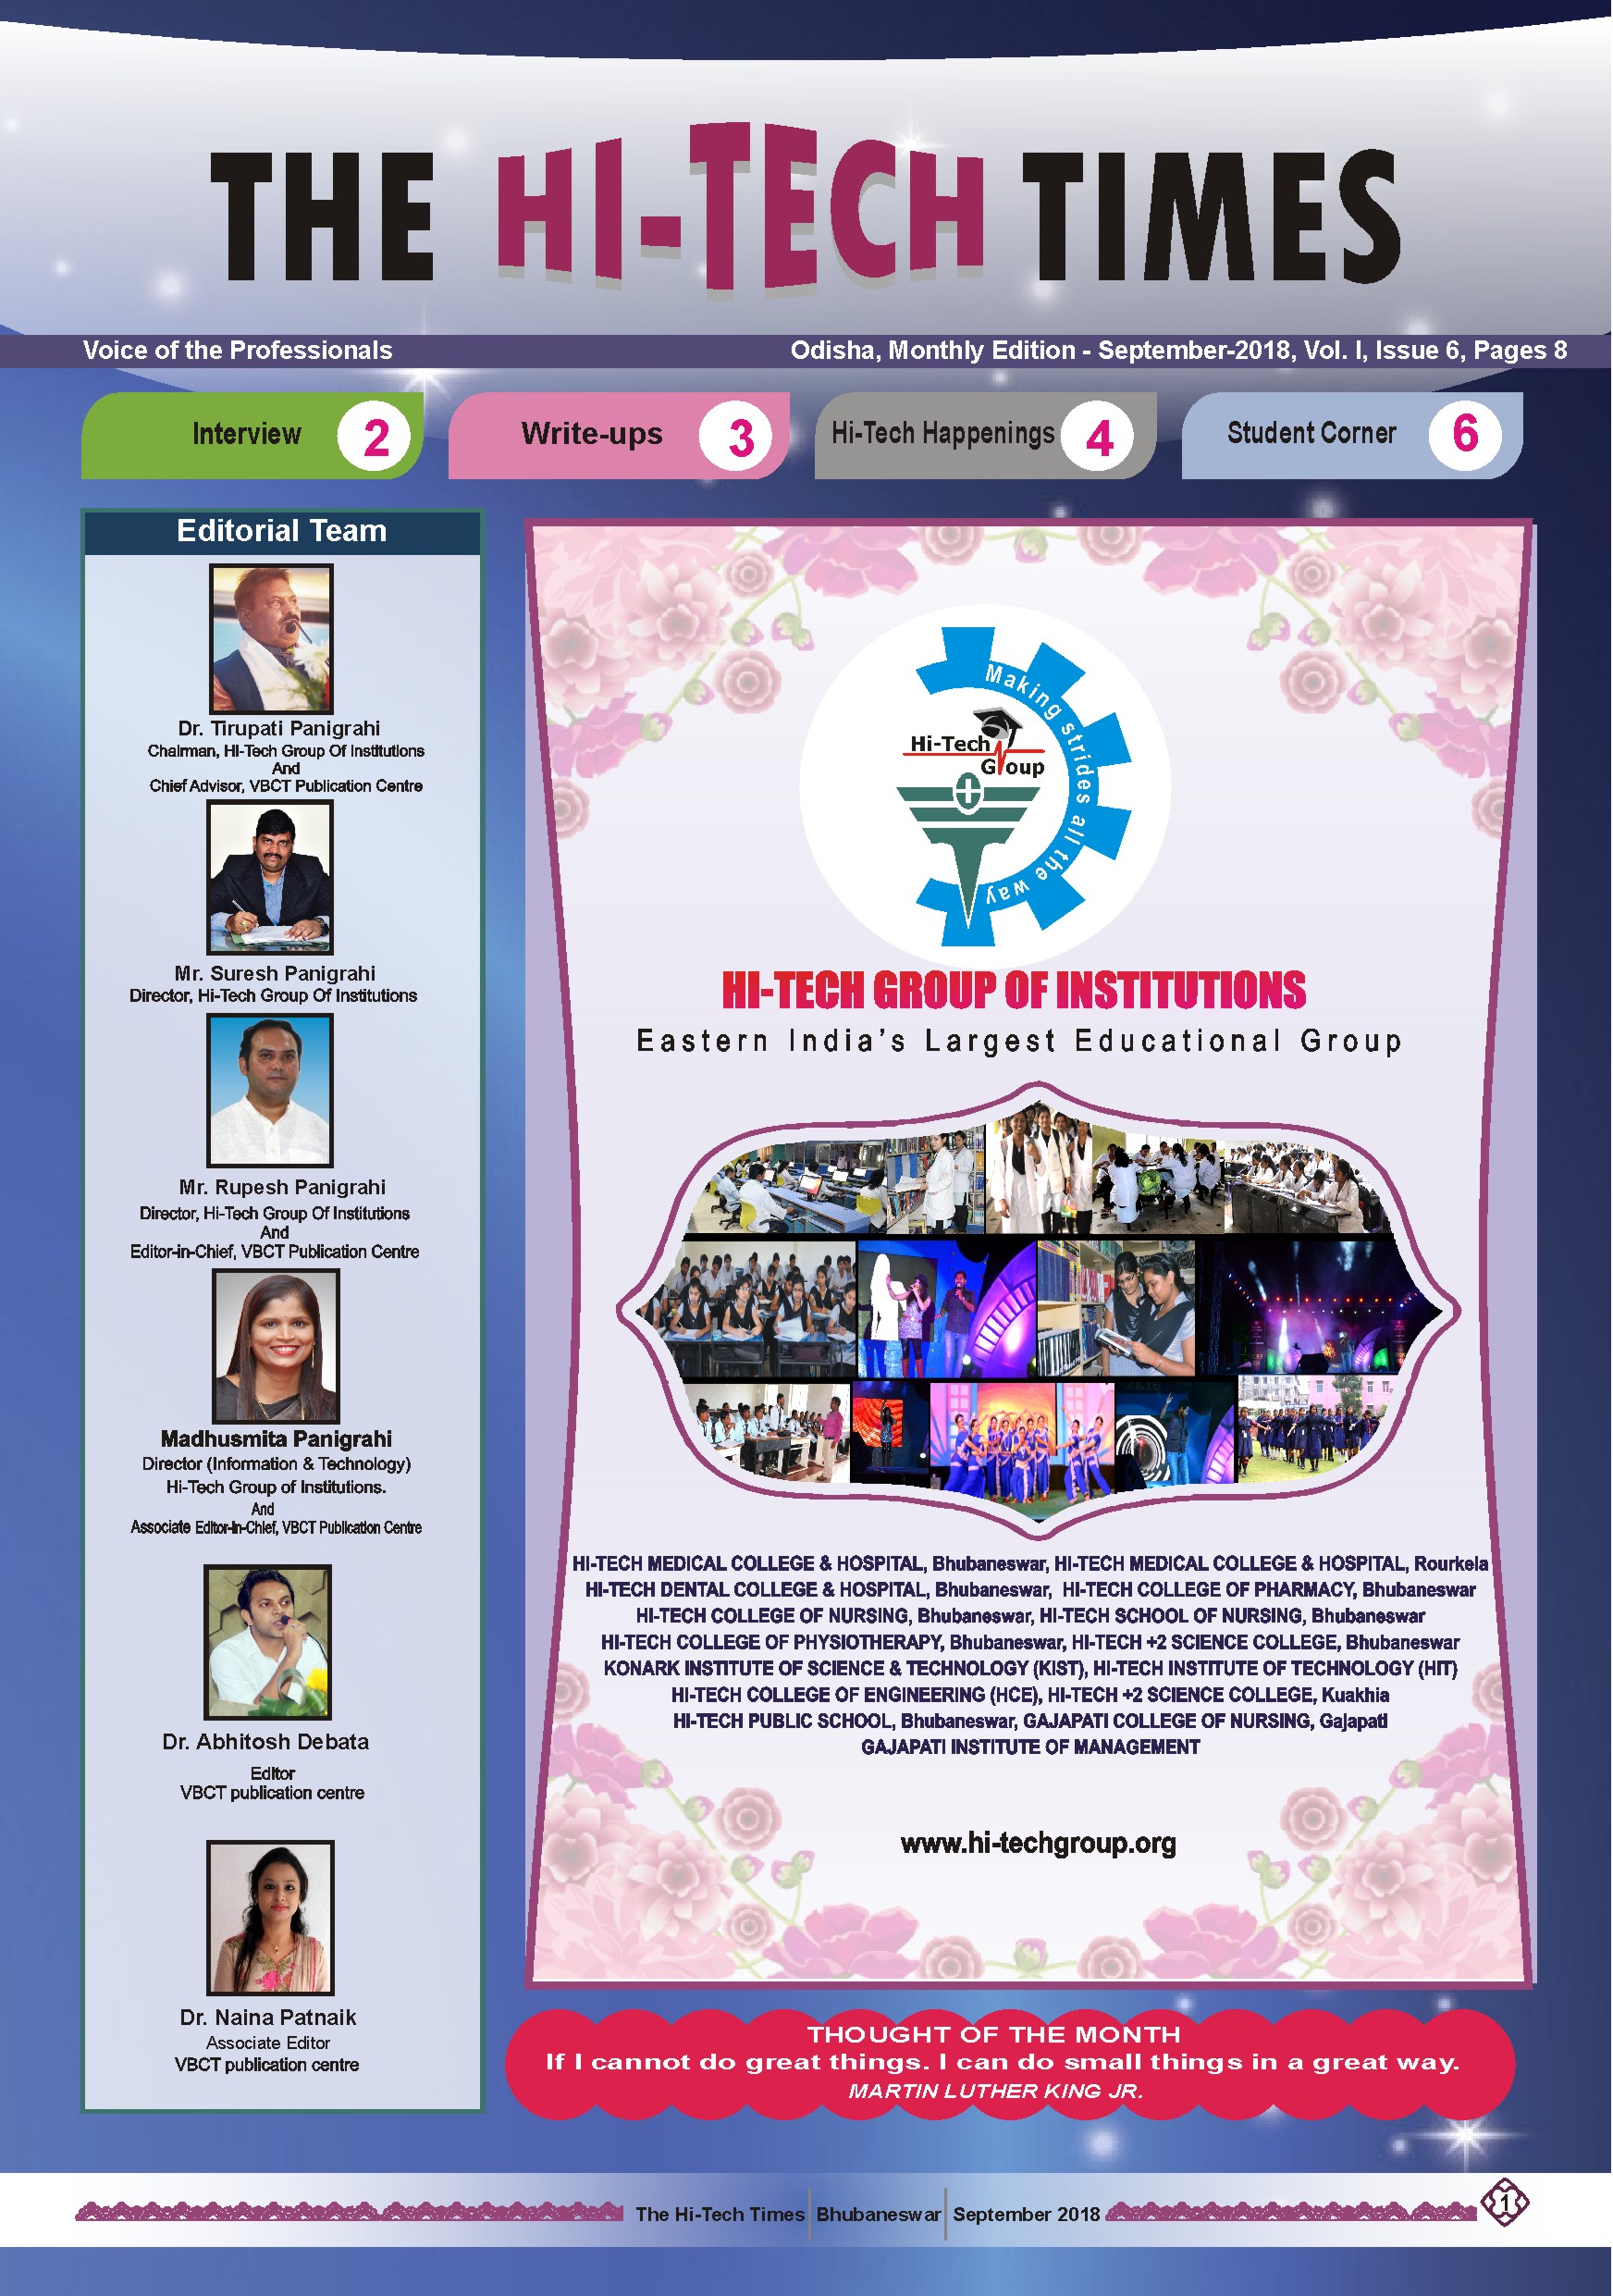 THE HI-TECH TIMES
Voice of the Professionals
Odisha, Monthly Edition - September-2018, Vol. I, Issue 6, Pages 8
Interview 2
Write-ups 3
Hi-Tech Happenings 4
Student Corner 6
Editorial Team
Dr. Tirupati Panigrahi
Chairman, Hi-Tech Group Of Institutions
And
Chief Advisor, VBCT Publication Centre
Mr. Suresh Panigrahi
Director, Hi-Tech Group Of Institutions
Mr. Rupesh Panigrahi
Director, Hi-Tech Group Of Institutions
And
Editor-in-Chief, VBCT Publication Centre
Madhusmita Panigrahi
Director (Information & Technology)
Hi-Tech Group of Institutions.
And
Associate Editor-in-Chief, VBCT Publication Centre
Dr. Abhitosh Debata
Editor
VBCT publication centre
Dr. Naina Patnaik
Associate Editor
VBCT publication centre
Making strides all the way
Hi-Tech
Group
HI-TECH GROUP OF INSTITUTIONS
Eastern India's Largest Educational Group
HI-TECH MEDICAL COLLEGE & HOSPITAL, Bhubaneswar, HI-TECH MEDICAL COLLEGE & HOSPITAL, Rourkela
HI-TECH DENTAL COLLEGE & HOSPITAL, Bhubaneswar, HI-TECH COLLEGE OF PHARMACY, Bhubaneswar
HI-TECH COLLEGE OF NURSING, Bhubaneswar, HI-TECH SCHOOL OF NURSING, Bhubaneswar
HI-TECH COLLEGE OF PHYSIOTHERAPY, Bhubaneswar, HI-TECH +2 SCIENCE COLLEGE, Bhubaneswar
KONARK INSTITUTE OF SCIENCE & TECHNOLOGY (KIST), HI-TECH INSTITUTE OF TECHNOLOGY (HIT)
HI-TECH COLLEGE OF ENGINEERING (HCE), HI-TECH +2 SCIENCE COLLEGE, Kuakhia
HI-TECH PUBLIC SCHOOL, Bhubaneswar, GAJAPATI COLLEGE OF NURSING, Gajapati
GAJAPATI INSTITUTE OF MANAGEMENT
www.hi-techgroup.org
THOUGHT OF THE MONTH
If I cannot do great things. I can do small things in a great way.
MARTIN LUTHER KING JR.
The Hi-Tech Times Bhubaneswar September 2018
1